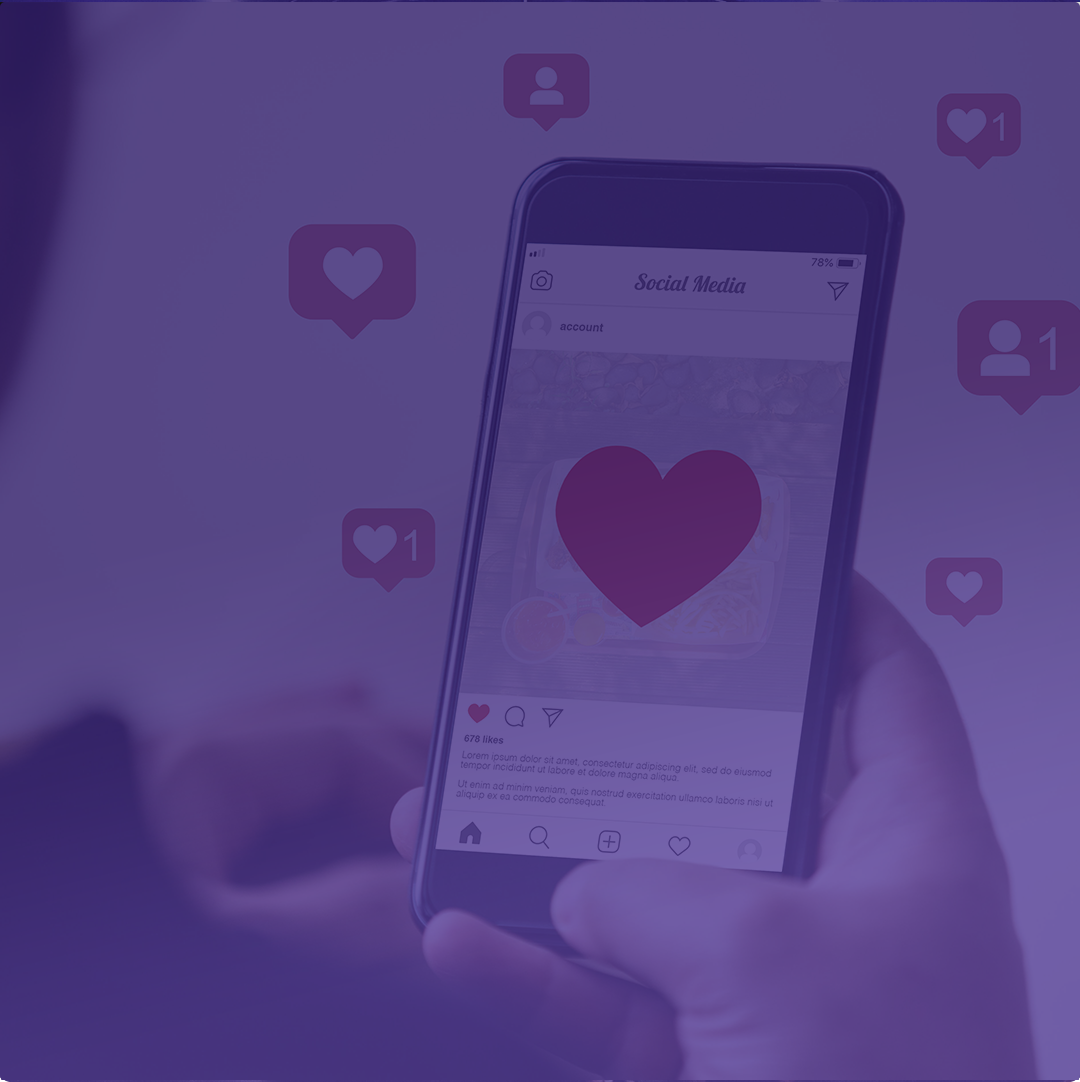 1
78%
Social Media
account
1
1
678 likes
Lorem ipsum dolor sit amet, consectetur adipiscing elit, sed do eiusmod
tempor incididunt ut labore et dolore magna aliqua.
Ut enim ad minim veniam, quis nostrud exercitation ullamco laboris nisi ut
aliquip ex ea commodo consequat